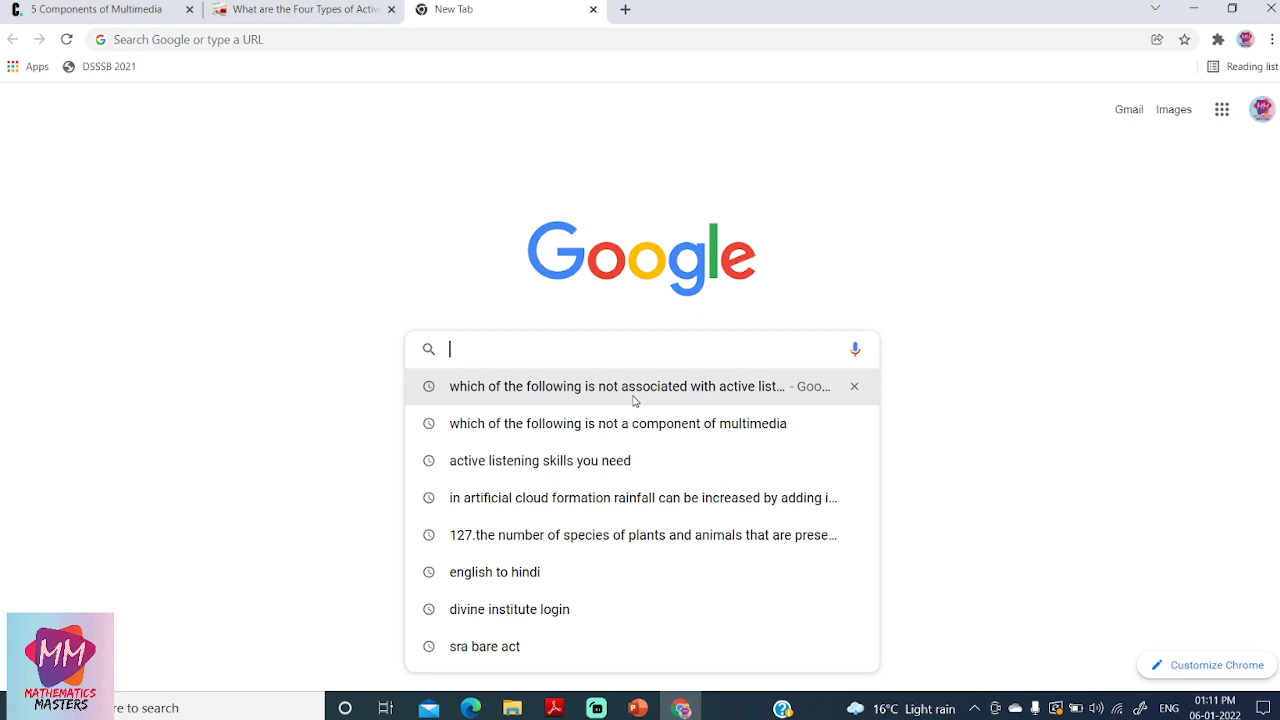 5 Components of Multimedia
What are the Four Types of Activ
New Tab
Search Google or type a URL
Apps
DSSSB 2021
Reading list
Gmail
Images
Google
which of the following is not associated with active list... - Goo...
which of the following is not a component of multimedia
active listening skills you need
in artificial cloud formation rainfall can be increased by adding i...
127.the number of species of plants and animals that are prese...
english to hindi
divine institute login
sra bare act
Customize Chrome
MM
MATHEMATICS
MASTERS
re to search
16°C Light rain
ENG
01:11 PM
06-01-2022